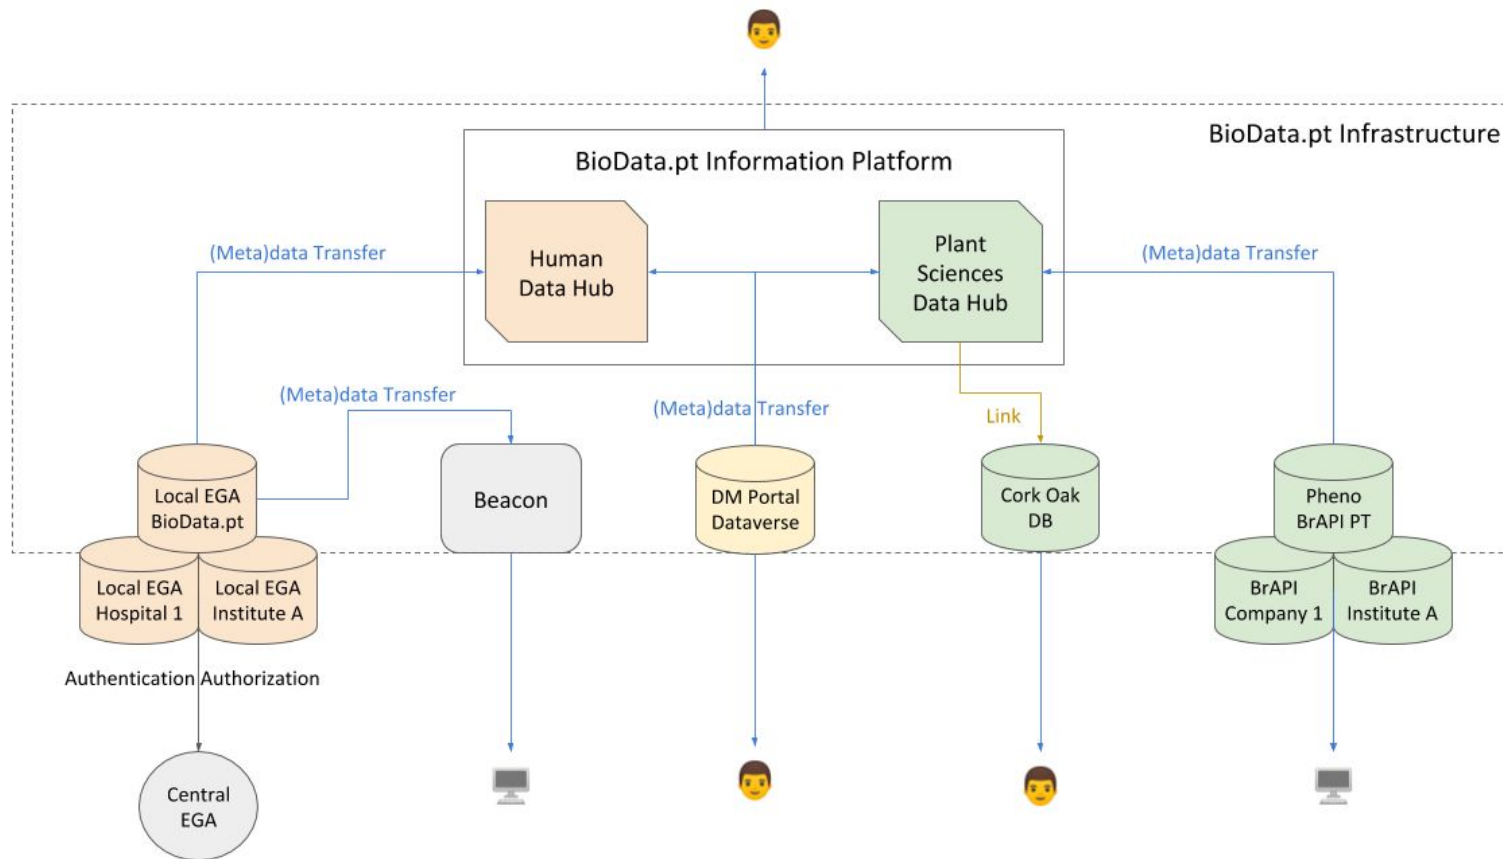 BioData.pt Infrastructure
BioData.pt Information Platform
Human
Data Hub
Plant
Sciences
Data Hub
(Meta)data Transfer
(Meta)data Transfer
(Meta)data Transfer
(Meta)data Transfer
Link
Local EGA
BioData.pt
Beacon
DM Portal
Dataverse
Cork Oak
DB
Pheno
BrAPI PT
Local EGA
Hospital 1
Local EGA
Institute A
BrAPI
Company 1
BrAPI
Institute A
Authentication Authorization
Central
EGA